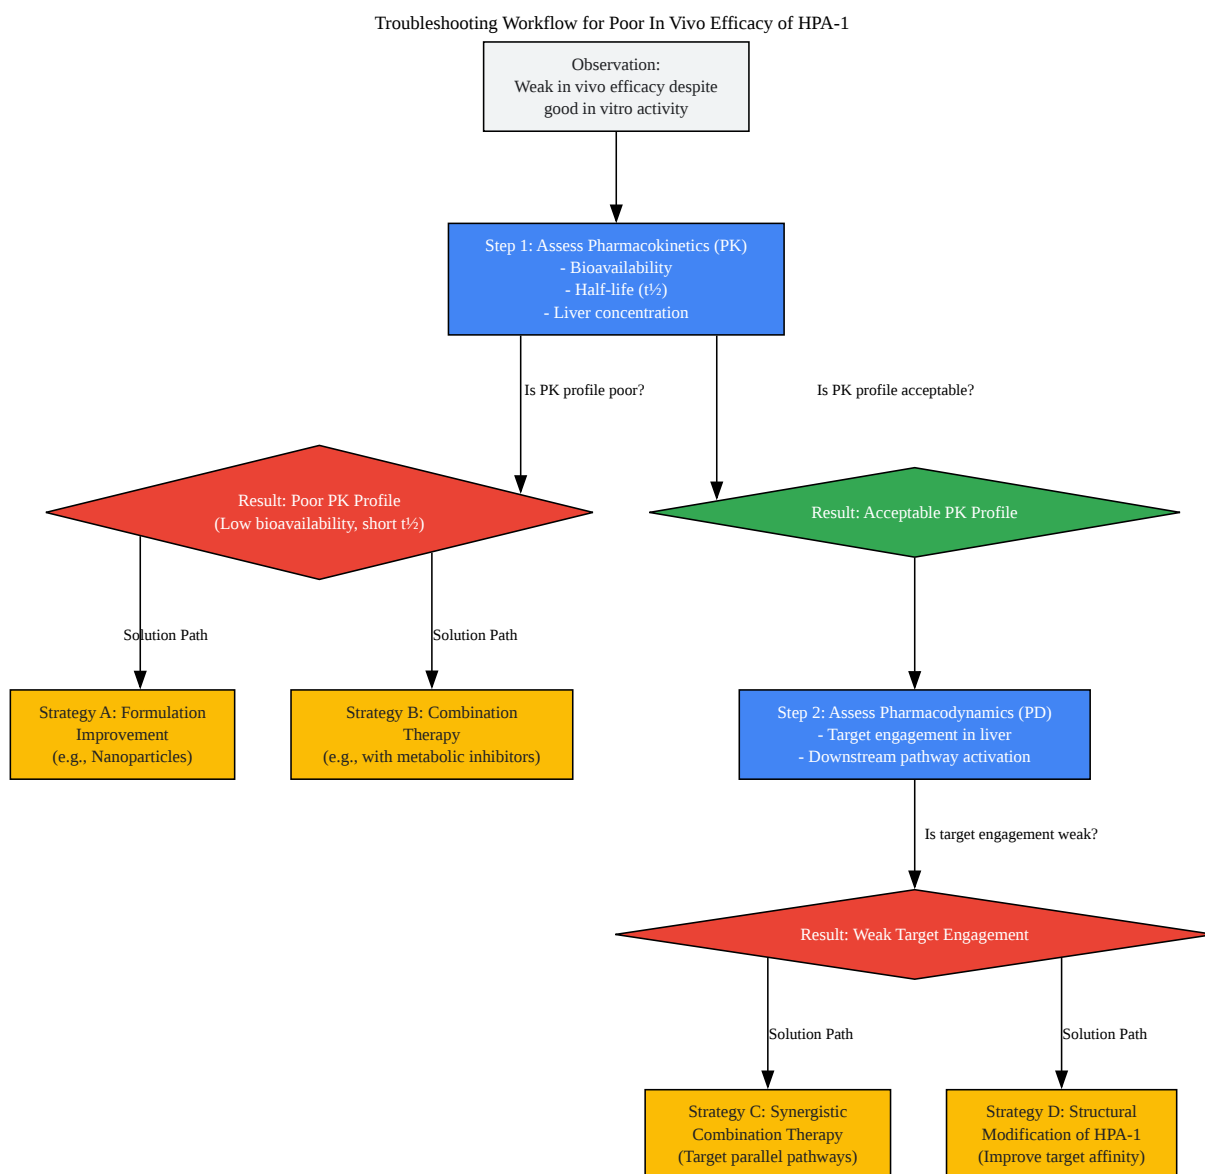 Troubleshooting Workflow for Poor In Vivo Efficacy of HPA-1
Observation:
Weak in vivo efficacy despite
good in vitro activity
Step 1: Assess Pharmacokinetics (PK)
- Bioavailability
- Half-life (t½)
- Liver concentration
Is PK profile poor?
Is PK profile acceptable?
Result: Poor PK Profile
(Low bioavailability, short t½)
Result: Acceptable PK Profile
Solution Path
Solution Path
Strategy A: Formulation
Improvement
(e.g., Nanoparticles)
Strategy B: Combination
Therapy
(e.g., with metabolic inhibitors)
Step 2: Assess Pharmacodynamics (PD)
- Target engagement in liver
- Downstream pathway activation
Is target engagement weak?
Result: Weak Target Engagement
Solution Path
Solution Path
Strategy C: Synergistic
Combination Therapy
(Target parallel pathways)
Strategy D: Structural
Modification of HPA-1
(Improve target affinity)